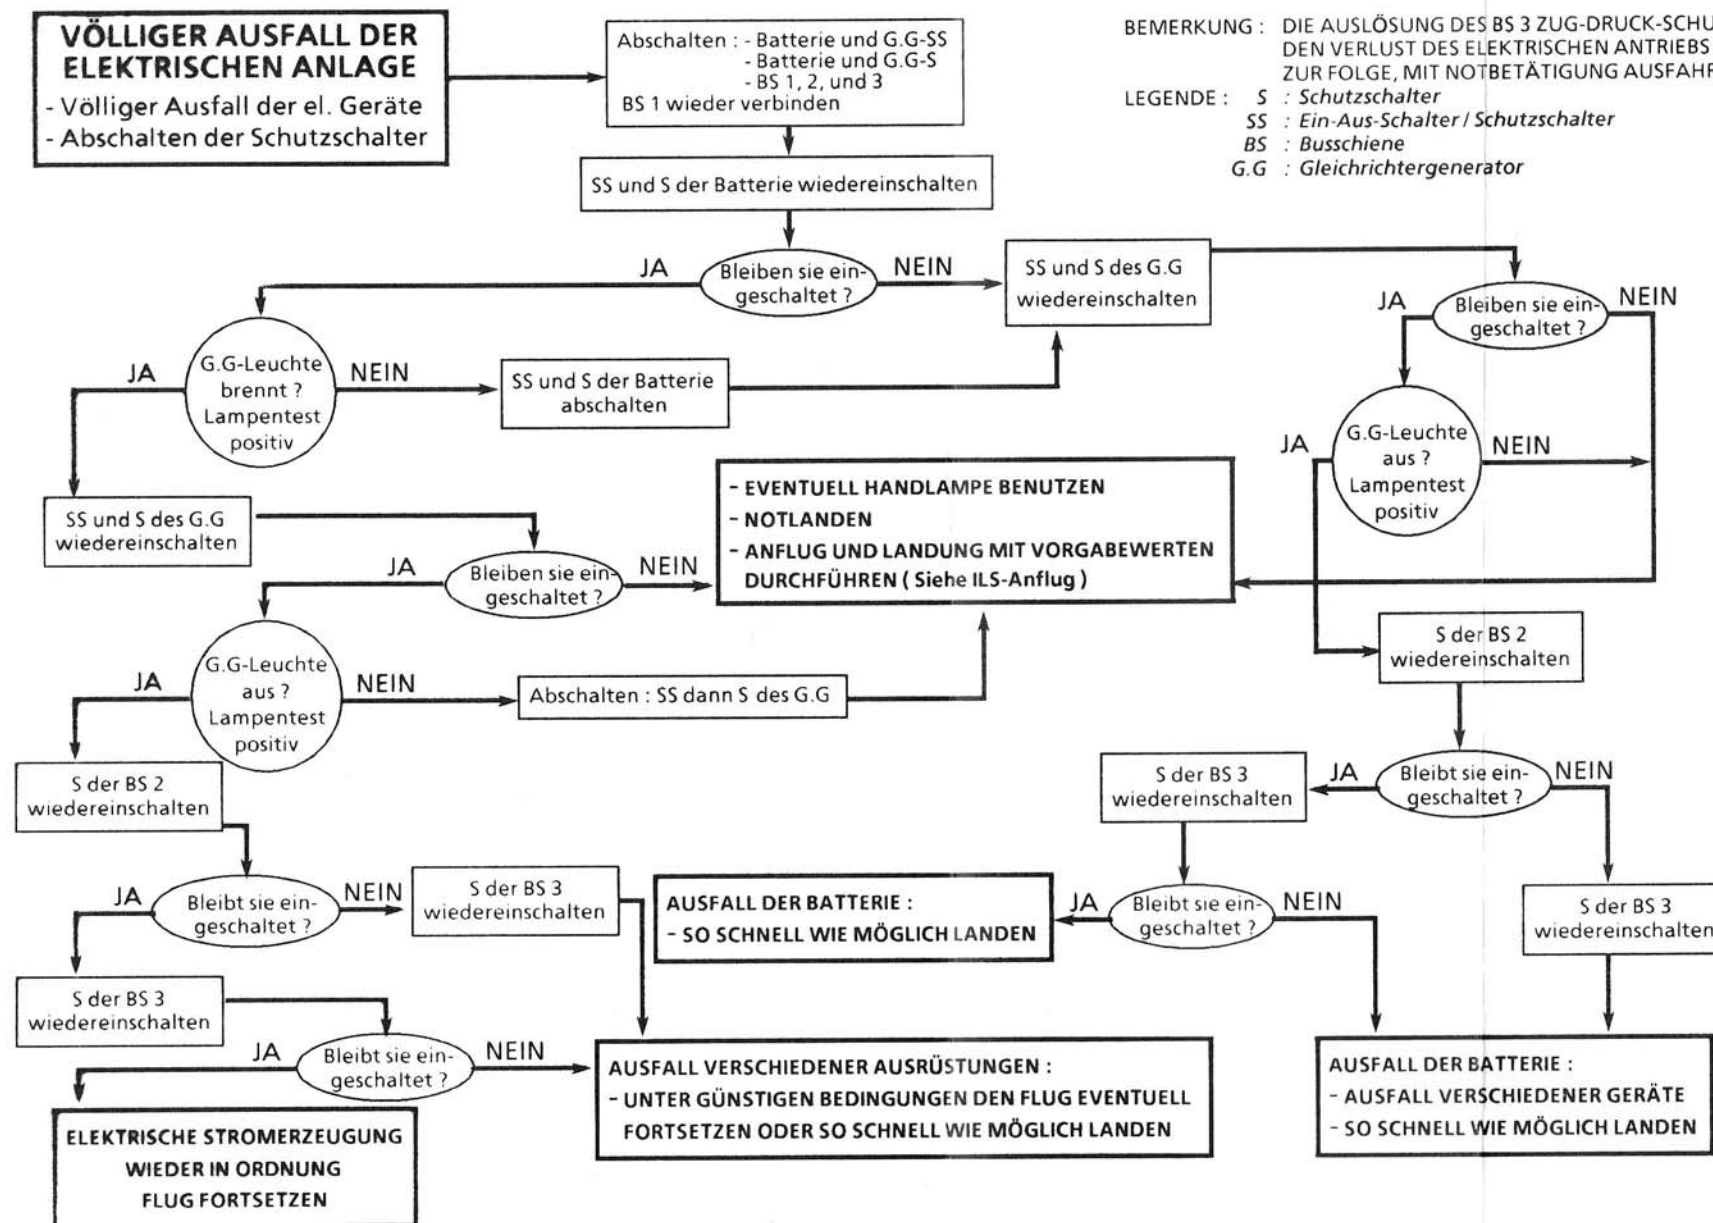 VÖLLIGER AUSFALL DER
ELEKTRISCHEN ANLAGE
- Völliger Ausfall der el. Geräte
- Abschalten der Schutzschalter
Abschalten : - Batterie und G.G-SS
- Batterie und G.G-S
- BS 1, 2, und 3
BS 1 wieder verbinden
BEMERKUNG : DIE AUSLÖSUNG DES BS 3 ZUG-DRUCK-SCHU
DEN VERLUST DES ELEKTRISCHEN ANTRIEBS
ZUR FOLGE, MIT NOTBETÄTIGUNG AUSFAHR
LEGENDE : S : Schutzschalter
SS : Ein-Aus-Schalter / Schutzschalter
BS : Busschiene
G.G : Gleichrichtergenerator
SS und S der Batterie wiedereinschalten
JA
Bleiben sie ein-
geschaltet ?
NEIN
SS und S des G.G
wiedereinschalten
JA
Bleiben sie ein-
geschaltet ?
NEIN
JA
G.G-Leuchte
brennt ?
Lampentest
positiv
NEIN
SS und S der Batterie
abschalten
JA
G.G-Leuchte
aus ?
Lampentest
positiv
NEIN
SS und S des G.G
wiedereinschalten
JA
Bleiben sie ein-
geschaltet ?
NEIN
- EVENTUELL HANDLAMPE BENUTZEN
- NOTLANDEN
- ANFLUG UND LANDUNG MIT VORGABEWERTEN
DURCHFÜHREN ( Siehe ILS-Anflug )
JA
G.G-Leuchte
aus ?
Lampentest
positiv
NEIN
Abschalten : SS dann S des G.G
S der BS 2
wiedereinschalten
S der BS 2
wiedereinschalten
S der BS 3
wiedereinschalten
JA
Bleibt sie ein-
geschaltet ?
NEIN
JA
Bleibt sie ein-
geschaltet ?
NEIN
S der BS 3
wiedereinschalten
AUSFALL DER BATTERIE :
- SO SCHNELL WIE MÖGLICH LANDEN
JA
Bleibt sie ein-
geschaltet ?
NEIN
S der BS 3
wiedereinschalten
S der BS 3
wiedereinschalten
JA
Bleibt sie ein-
geschaltet ?
NEIN
AUSFALL VERSCHIEDENER AUSRÜSTUNGEN :
- UNTER GÜNSTIGEN BEDINGUNGEN DEN FLUG EVENTUELL
FORTSETZEN ODER SO SCHNELL WIE MÖGLICH LANDEN
AUSFALL DER BATTERIE :
- AUSFALL VERSCHIEDENER GERÄTE
- SO SCHNELL WIE MÖGLICH LANDEN
ELEKTRISCHE STROMERZEUGUNG
WIEDER IN ORDNUNG
FLUG FORTSETZEN